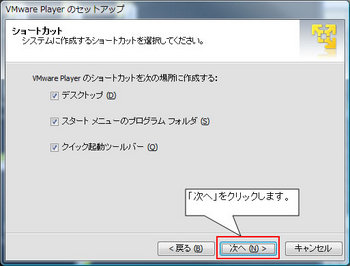 VMware Player のセットアップ
ショートカット
システムに作成するショートカットを選択してください。
VMware Player のショートカットを次の場所に作成する:
デスクトップ (D)
スタート メニューのプログラム フォルダ (S)
クイック起動ツールバー (Q)
「次へ」をクリックします。
< 戻る (B)
次へ (N) >
キャンセル